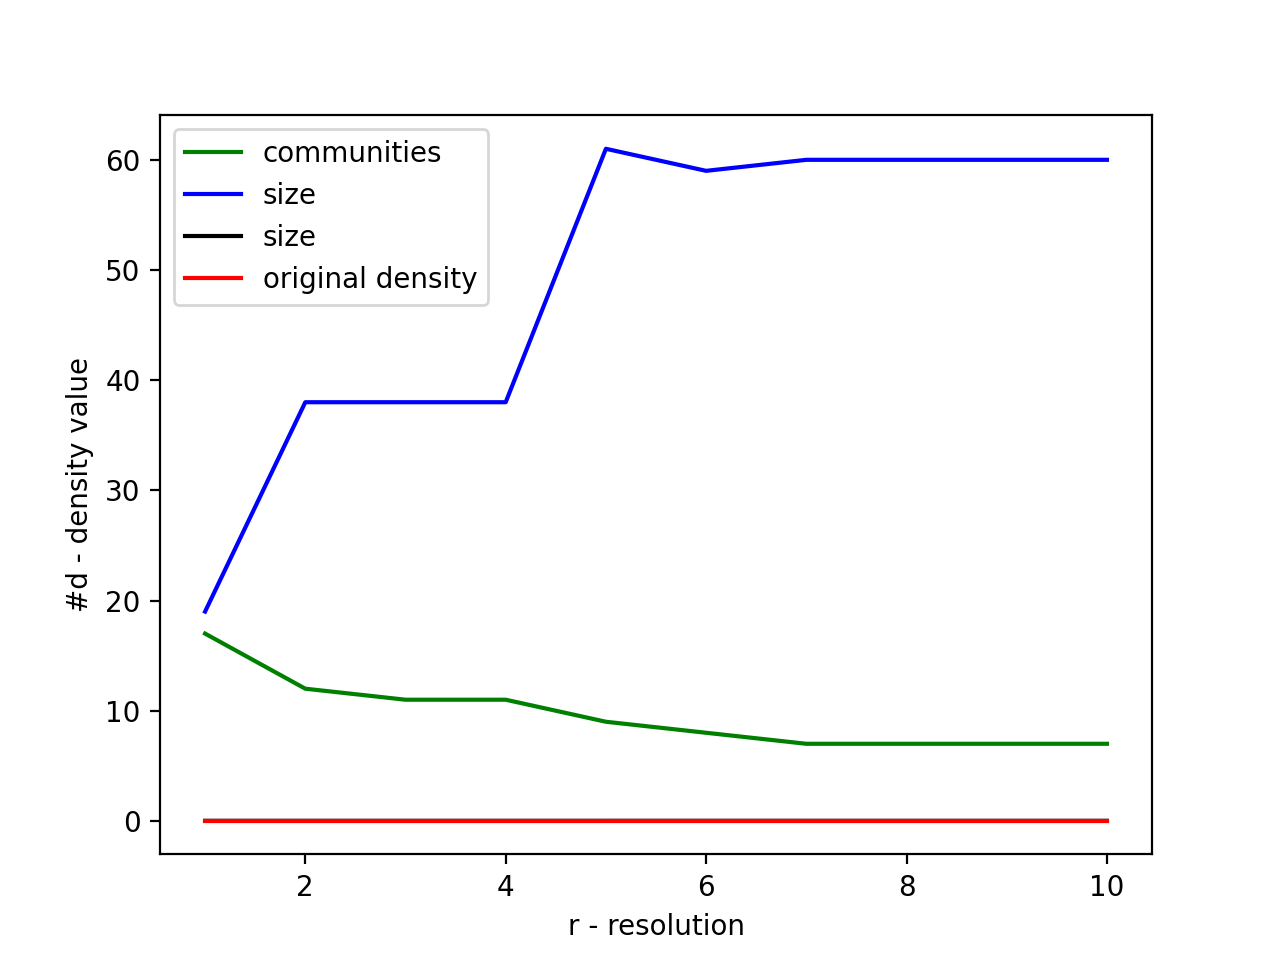 communities
size
size
original density
60
50
40
30
20
10
0
#d - density value
2 4 6 8 10
r - resolution